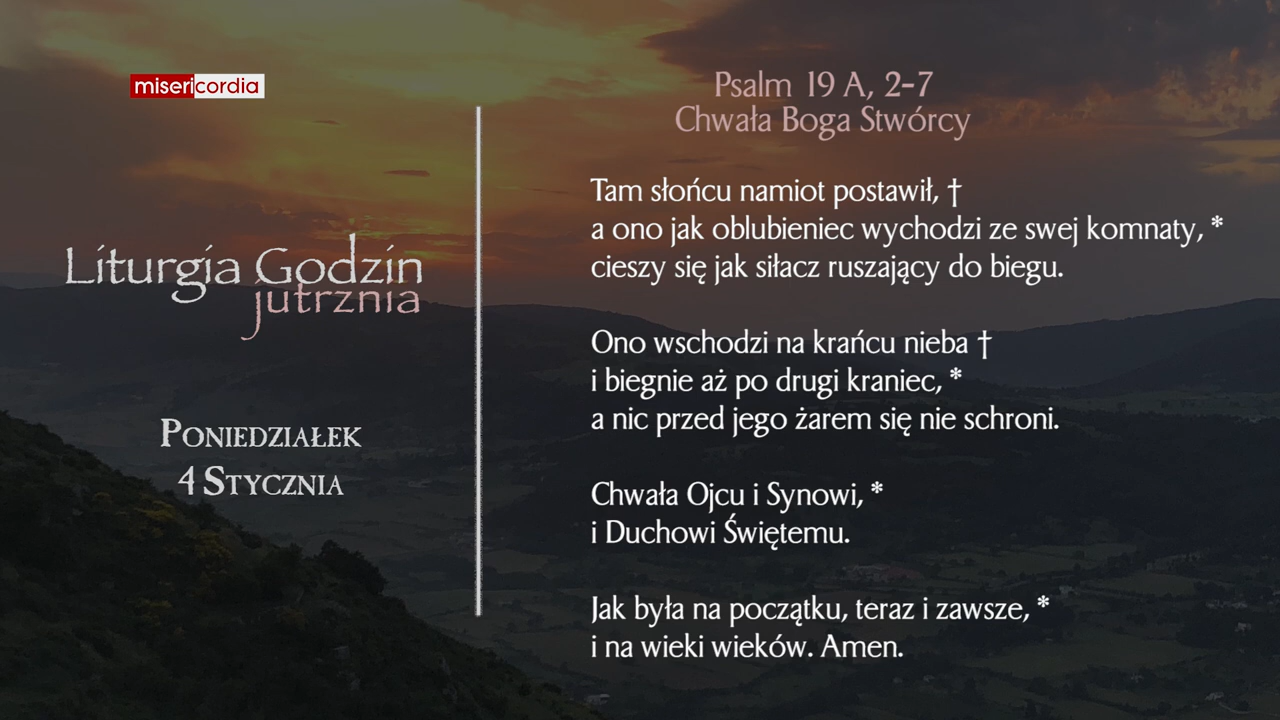 misericordia
Liturgia Godzin
jutrznia
Poniedziałek
4 Stycznia
Psalm 19 A, 2-7
Chwała Boga Stwórcy
Tam słońcu namiot postawił, †
a ono jak oblubieniec wychodzi ze swej komnaty, *
cieszy się jak siłacz ruszający do biegu.
Ono wschodzi na krańcu nieba †
i biegnie aż po drugi kraniec, *
a nic przed jego żarem się nie schroni.
Chwała Ojcu i Synowi, *
i Duchowi Świętemu.
Jak była na początku, teraz i zawsze, *
i na wieki wieków. Amen.